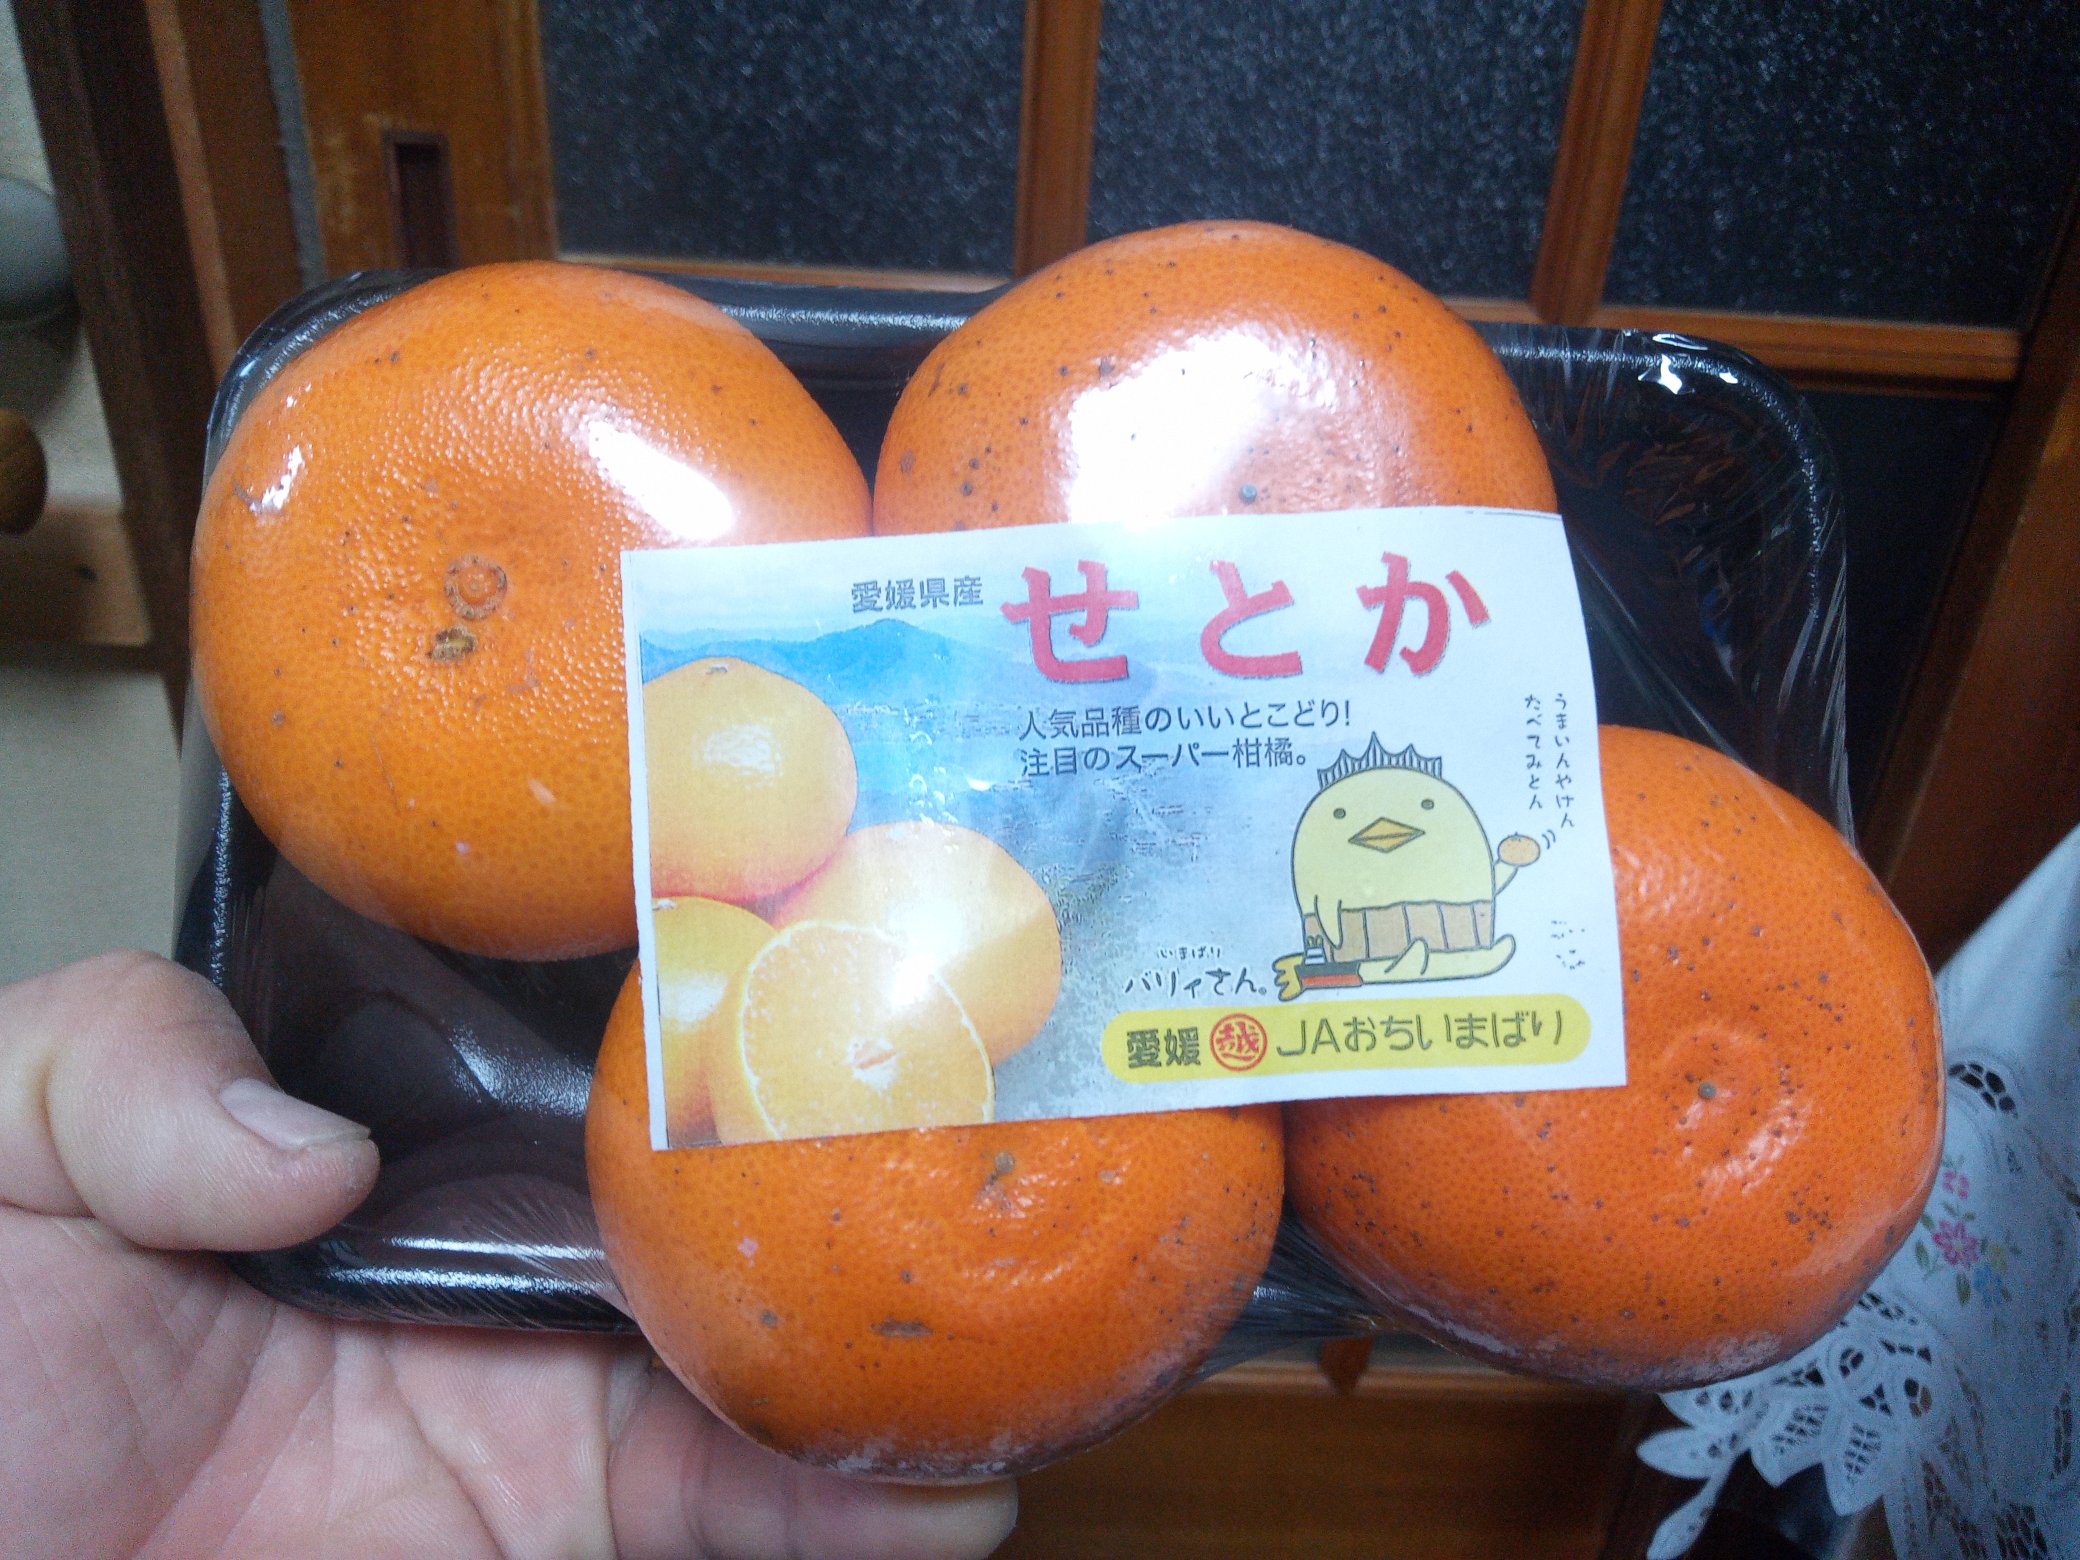 愛媛県産
せとか
人気品種のいいとこどり!
注目のスーパー柑橘。
うまいんやけん
たべてみとん
いまばり
バリィさん。
愛媛 越 JAおちいまばり